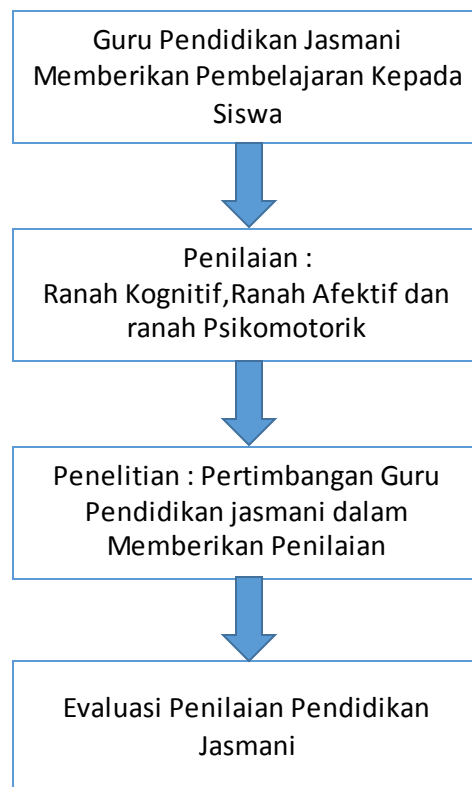 Guru Pendidikan Jasmani
Memberikan Pembelajaran Kepada
Siswa
Penilaian :
Ranah Kognitif,Ranah Afektif dan
ranah Psikomotorik
Penelitian : Pertimbangan Guru
Pendidikan jasmani dalam
Memberikan Penilaian
Evaluasi Penilaian Pendidikan
Jasmani